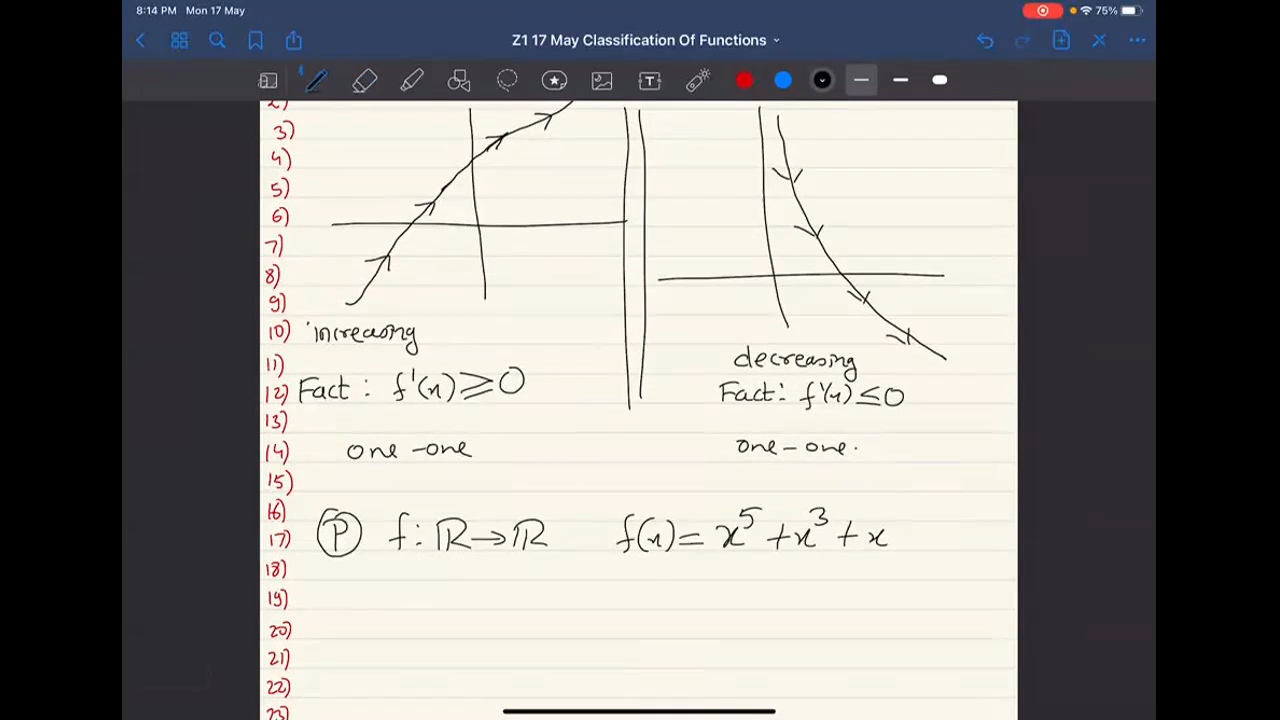 8:14 PM Mon 17 May
75%
Z1 17 May Classification Of Functions
T
2)
3)
4)
5)
6)
7)
8)
9)
10) increasing
decreasing
11)
12) Fact : f'(x) ≥ 0
Fact : f'(x) ≤ 0
13)
14) one - one
one - one.
15)
16)
17) P f : ℝ → ℝ f(x) = x⁵ + x³ + x
18)
19)
20)
21)
22)
23)